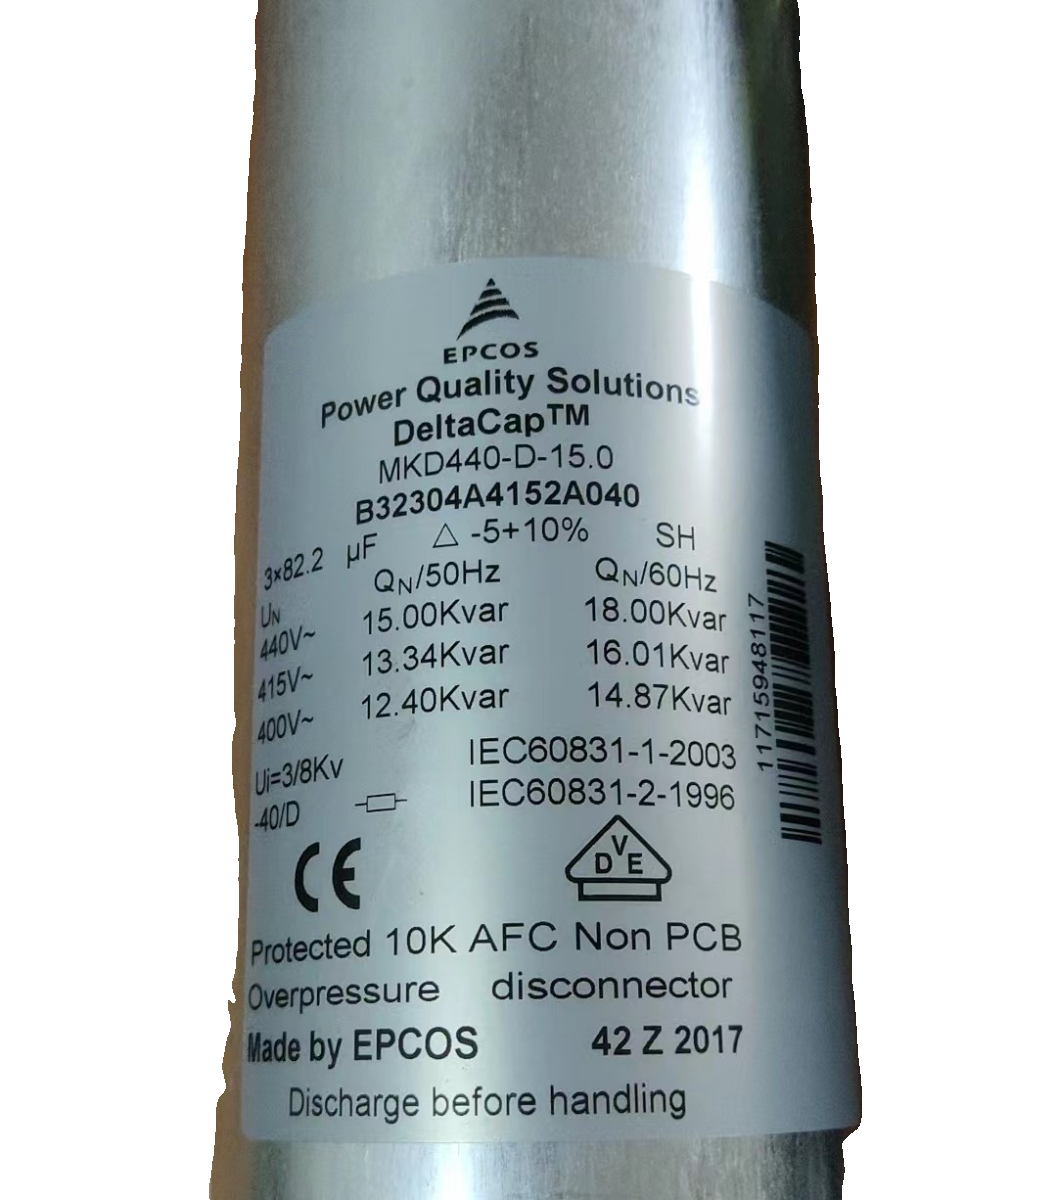 EPCOS
Power Quality Solutions
DeltaCap™
MKD440-D-15.0
B32304A4152A040
3×82.2 µF △ -5+10% SH
UN QN/50Hz QN/60Hz
440V~ 15.00Kvar 18.00Kvar
415V~ 13.34Kvar 16.01Kvar
400V~ 12.40Kvar 14.87Kvar
Ui=3/8Kv IEC60831-1-2003
-40/D IEC60831-2-1996
CE DVE
Protected 10K AFC Non PCB
Overpressure disconnector
Made by EPCOS 42 Z 2017
Discharge before handling
11715948117